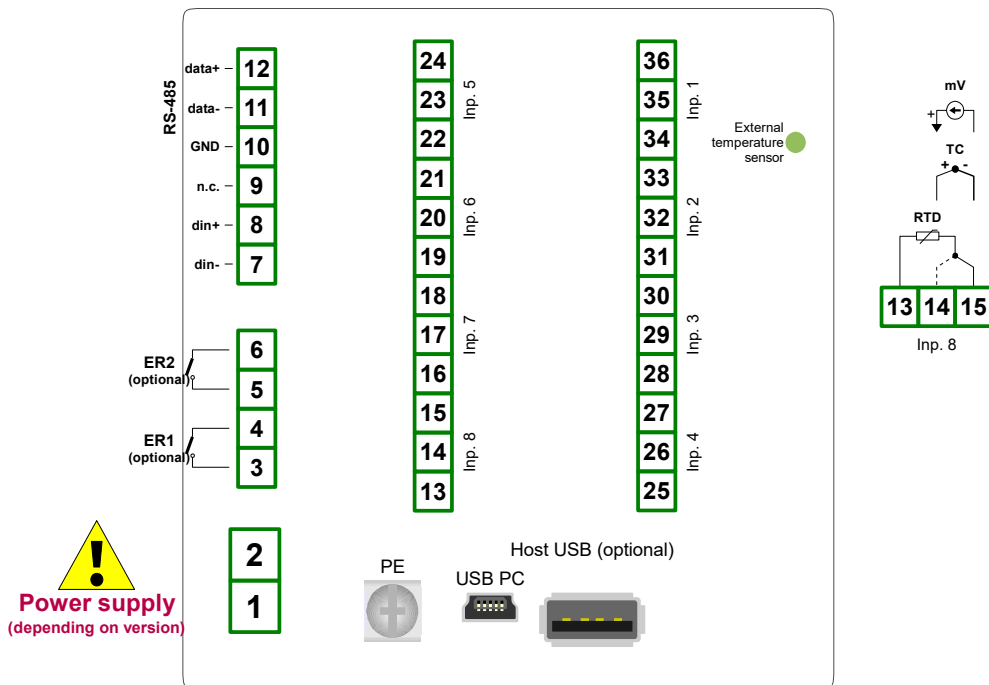 RS-485
data+
12
data-
11
GND
10
n.c.
9
din+
8
din-
7
ER2
(optional)
6
5
ER1
(optional)
4
3
Power supply
(depending on version)
2
1
24
23
22
Inp. 5
21
20
19
Inp. 6
18
17
16
Inp. 7
15
14
13
Inp. 8
36
35
34
Inp. 1
33
32
31
Inp. 2
30
29
28
Inp. 3
27
26
25
Inp. 4
External
temperature
sensor
PE
USB PC
Host USB (optional)
mV
+
TC
+ -
RTD
13 14 15
Inp. 8